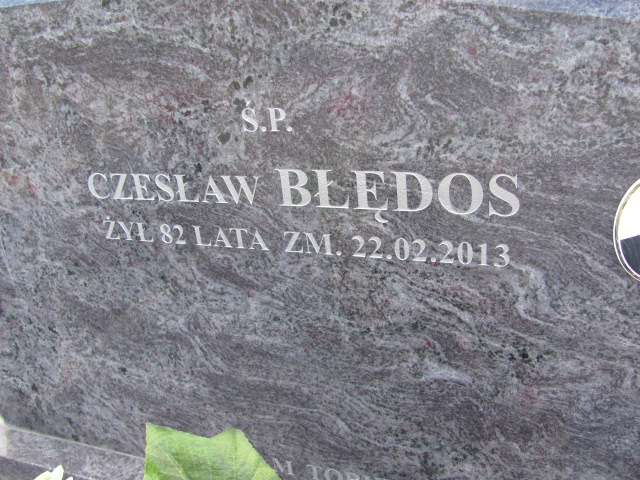 Ś.P.
CZESŁAW BŁĘDOS
ŻYŁ 82 LATA ZM. 22.02.2013